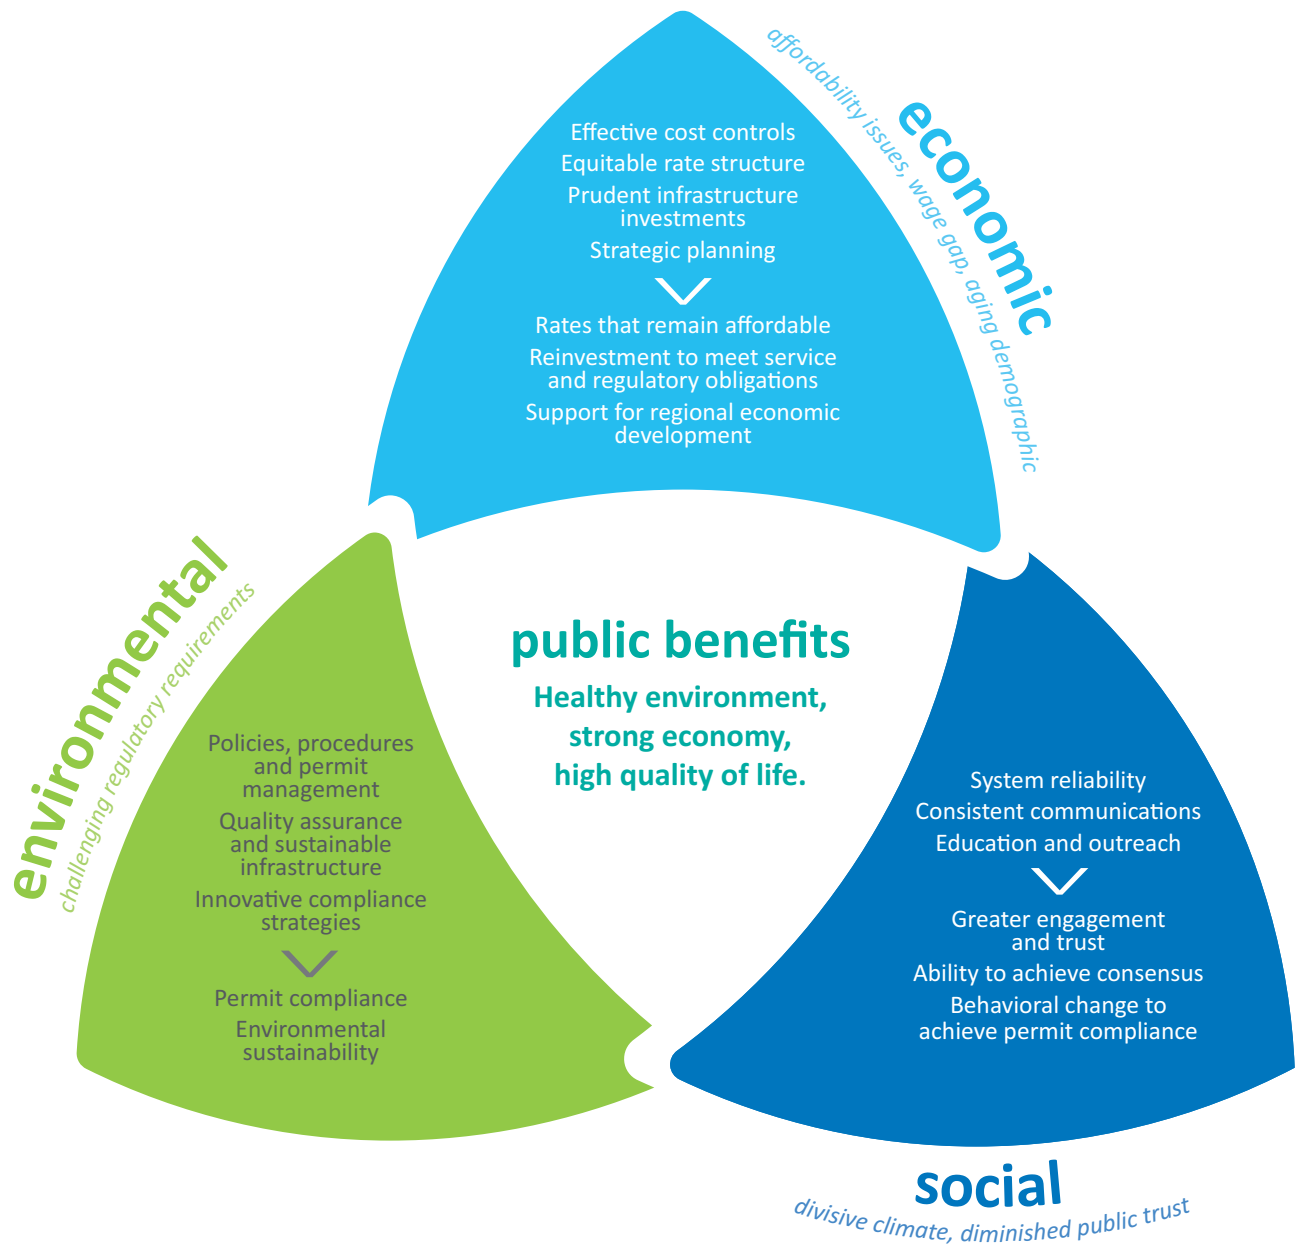 economic
affordability issues, wage gap, aging demographic
Effective cost controls
Equitable rate structure
Prudent infrastructure
investments
Strategic planning
Rates that remain affordable
Reinvestment to meet service
and regulatory obligations
Support for regional economic
development
public benefits
Healthy environment,
strong economy,
high quality of life.
environmental
challenging regulatory requirements
Policies, procedures
and permit
management
Quality assurance
and sustainable
infrastructure
Innovative compliance
strategies
Permit compliance
Environmental
sustainability
System reliability
Consistent communications
Education and outreach
Greater engagement
and trust
Ability to achieve consensus
Behavioral change to
achieve permit compliance
social
divisive climate, diminished public trust